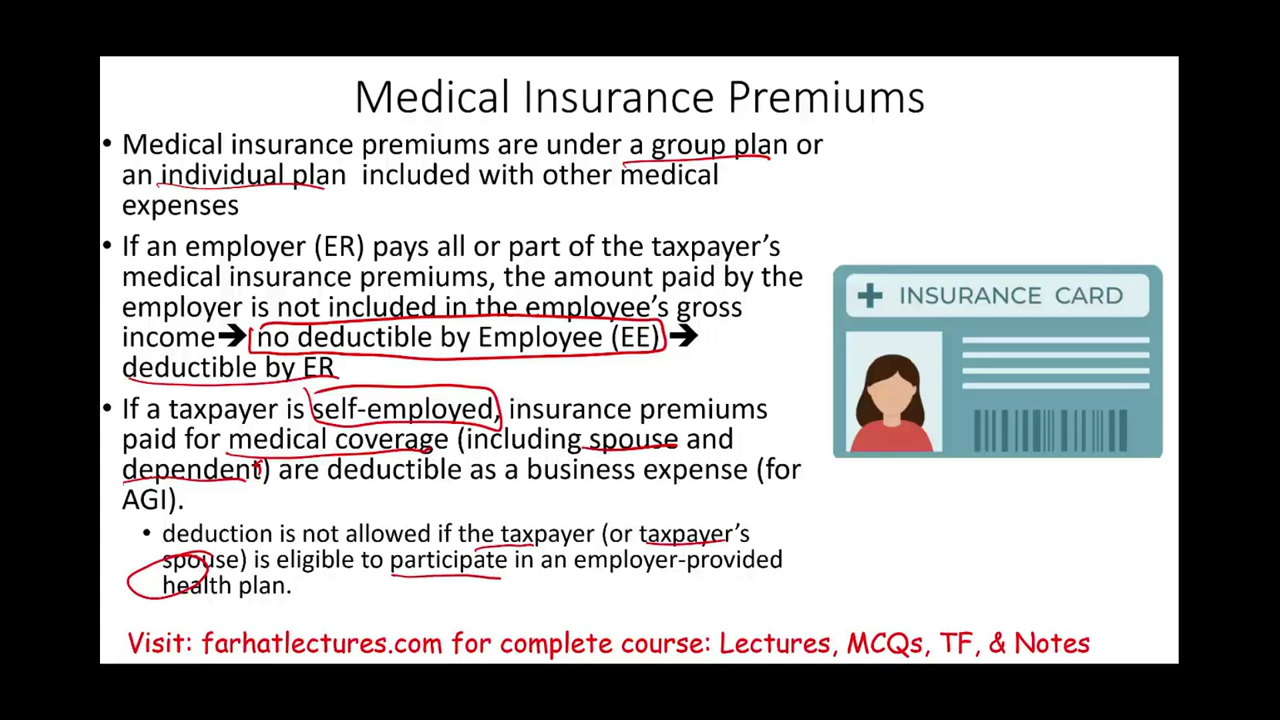 Medical Insurance Premiums
• Medical insurance premiums are under a group plan or
an individual plan included with other medical
expenses
• If an employer (ER) pays all or part of the taxpayer's
medical insurance premiums, the amount paid by the
employer is not included in the employee's gross
income➔ no deductible by Employee (EE) ➔
deductible by ER
• If a taxpayer is self-employed, insurance premiums
paid for medical coverage (including spouse and
dependent) are deductible as a business expense (for
AGI).
• deduction is not allowed if the taxpayer (or taxpayer's
spouse) is eligible to participate in an employer-provided
health plan.
INSURANCE CARD
Visit: farhatlectures.com for complete course: Lectures, MCQs, TF, & Notes